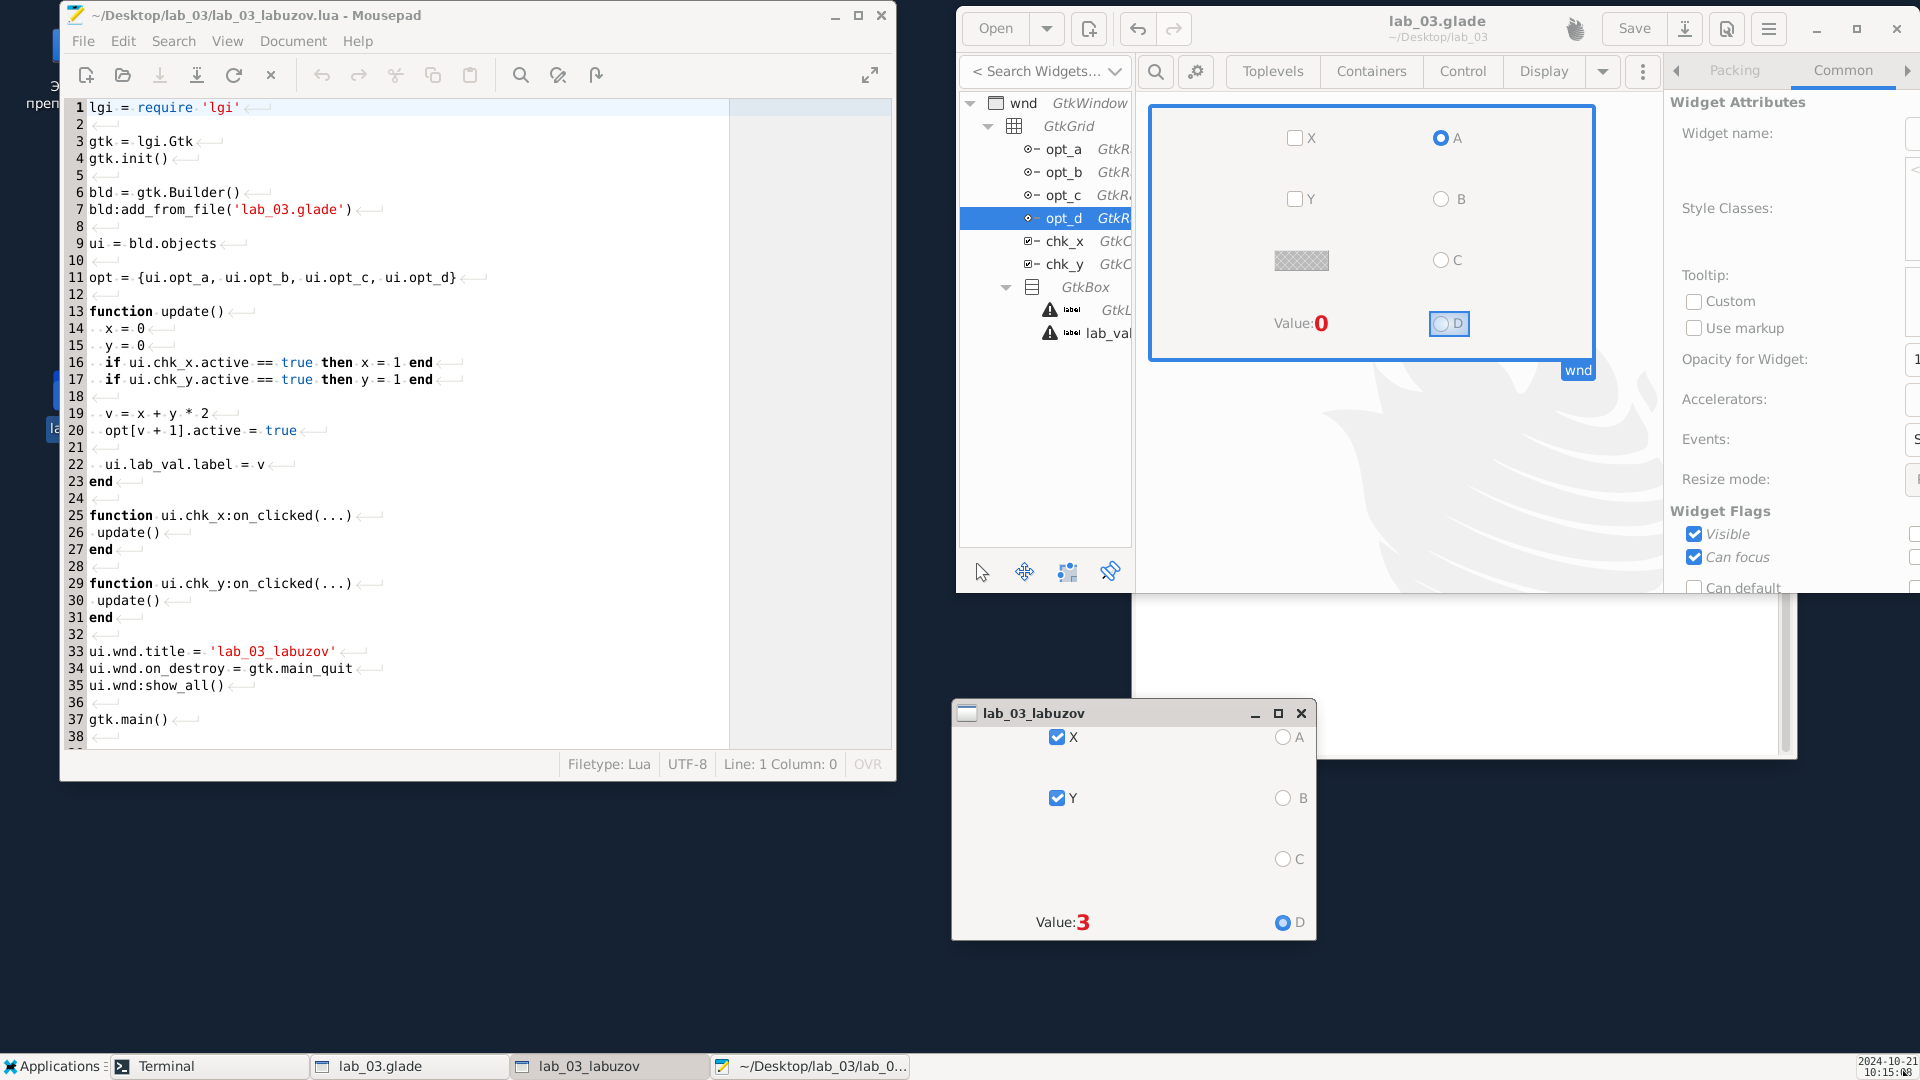 ~/Desktop/lab_03/lab_03_labuzov.lua - Mousepad
File Edit Search View Document Help
1 lgi = require 'lgi'
2
3 gtk = lgi.Gtk
4 gtk.init()
5
6 bld = gtk.Builder()
7 bld:add_from_file('lab_03.glade')
8
9 ui = bld.objects
10
11 opt = {ui.opt_a, ui.opt_b, ui.opt_c, ui.opt_d}
12
13 function update()
14 x = 0
15 y = 0
16 if ui.chk_x.active == true then x = 1 end
17 if ui.chk_y.active == true then y = 1 end
18
19 v = x + y * 2
20 opt[v + 1].active = true
21
22 ui.lab_val.label = v
23 end
24
25 function ui.chk_x:on_clicked(...)
26 update()
27 end
28
29 function ui.chk_y:on_clicked(...)
30 update()
31 end
32
33 ui.wnd.title = 'lab_03_labuzov'
34 ui.wnd.on_destroy = gtk.main_quit
35 ui.wnd:show_all()
36
37 gtk.main()
38
Filetype: Lua UTF-8 Line: 1 Column: 0 OVR
Open
lab_03.glade
~/Desktop/lab_03
Save
< Search Widgets...
Toplevels Containers Control Display
Packing Common
wnd GtkWindow
GtkGrid
opt_a GtkR
opt_b GtkR
opt_c GtkRa
opt_d GtkR
chk_x GtkC
chk_y GtkC
GtkBox
label GtkL
label lab_val
X A
Y B
C
Value:0 D
wnd
Widget Attributes
Widget name:
Style Classes:
Tooltip:
Custom
Use markup
Opacity for Widget: 1
Accelerators:
Events: S
Resize mode:
Widget Flags
Visible
Can focus
Can default
lab_03_labuzov
X A
Y B
C
Value:3 D
Applications
Terminal
lab_03.glade
lab_03_labuzov
~/Desktop/lab_03/lab_0...
2024-10-21
10:15:08